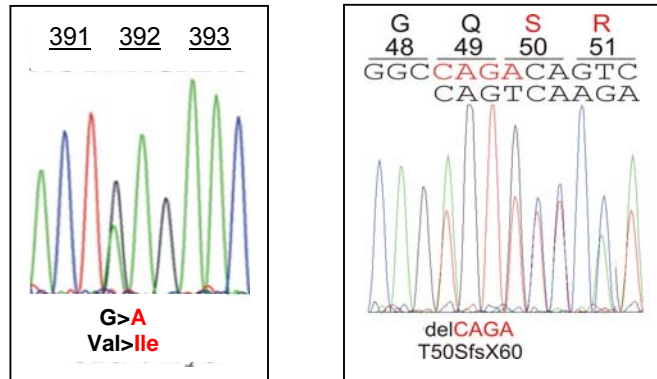 391 392 393
G>A
Val>Ile
G Q S R
48 49 50 51
GGCCAGACAGTC
CAGTCAAGA
delCAGA
T50SfsX60